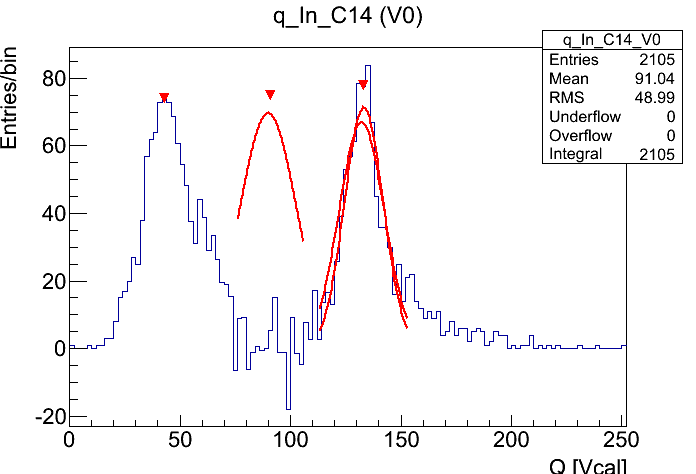 q_In_C14 (V0)
q_In_C14_V0
Entries 2105
Mean 91.04
RMS 48.99
Underflow 0
Overflow 0
Integral 2105
Entries/bin
80
60
40
20
0
-20
0 50 100 150 200 250
Q [Vcal]